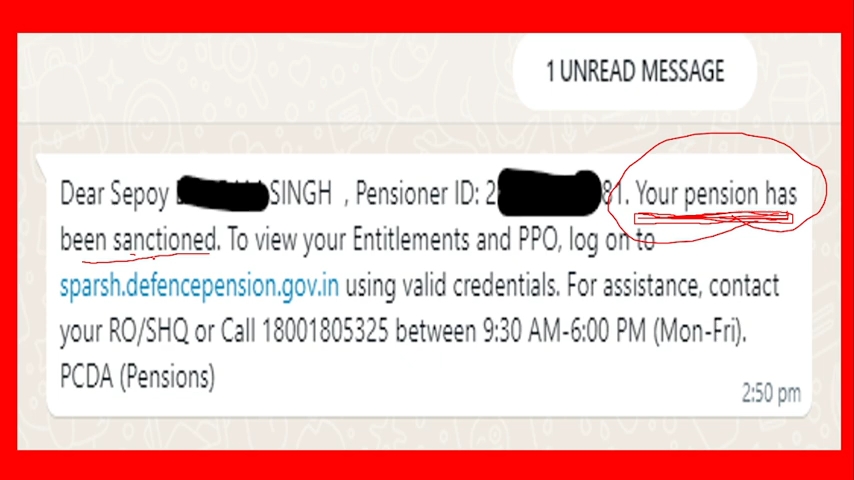 1 UNREAD MESSAGE
Dear Sepoy SINGH , Pensioner ID: 2 81. Your pension has
been sanctioned. To view your Entitlements and PPO, log on to
sparsh.defencepension.gov.in using valid credentials. For assistance, contact
your RO/SHQ or Call 18001805325 between 9:30 AM-6:00 PM (Mon-Fri).
PCDA (Pensions)
2:50 pm